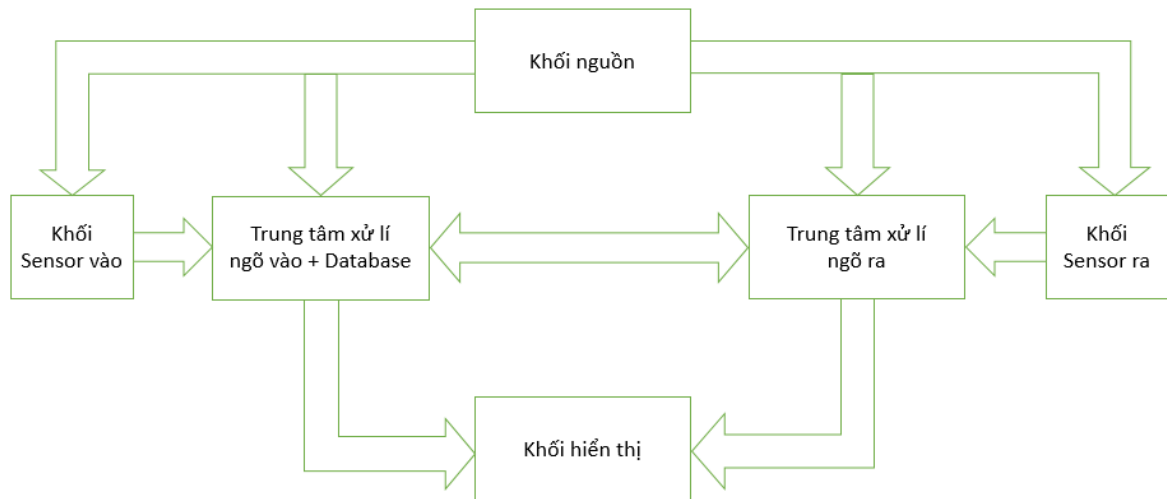 Khối nguồn
Khối
Sensor vào
Trung tâm xử lí
ngõ vào + Database
Trung tâm xử lí
ngõ ra
Khối
Sensor ra
Khối hiển thị